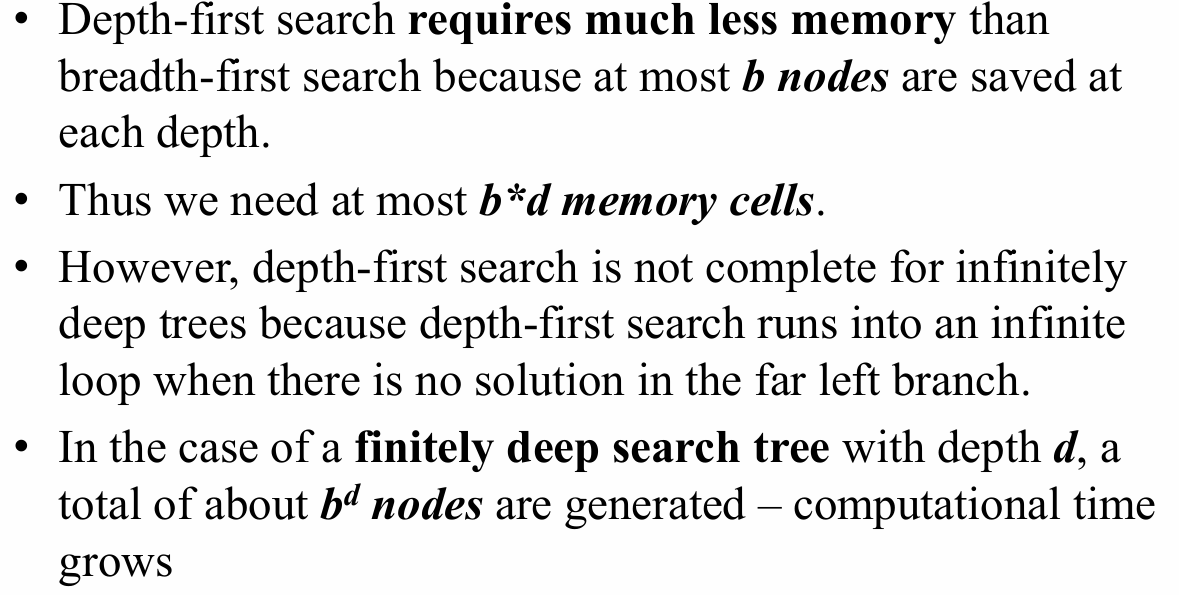 • Depth-first search requires much less memory than
breadth-first search because at most b nodes are saved at
each depth.
• Thus we need at most b*d memory cells.
• However, depth-first search is not complete for infinitely
deep trees because depth-first search runs into an infinite
loop when there is no solution in the far left branch.
• In the case of a finitely deep search tree with depth d, a
total of about bᵈ nodes are generated – computational time
grows